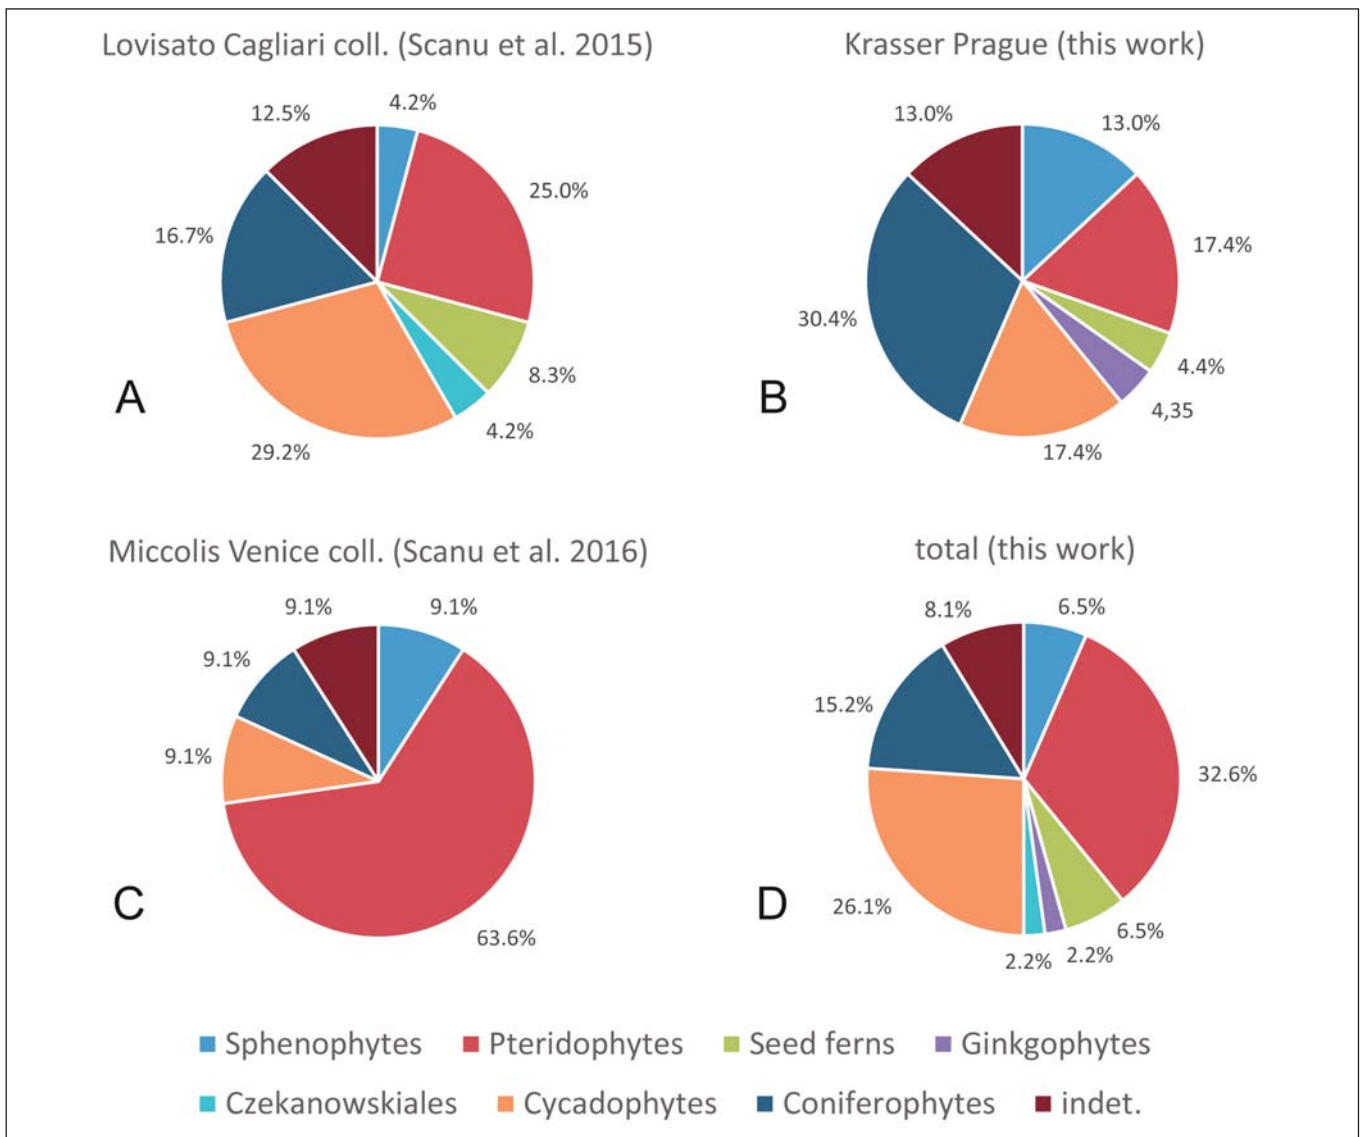 Lovisato Cagliari coll. (Scanu et al. 2015)
4.2%
25.0%
8.3%
4.2%
29.2%
16.7%
12.5%
A
Krasser Prague (this work)
13.0%
17.4%
4.4%
4,35
17.4%
30.4%
13.0%
B
Miccolis Venice coll. (Scanu et al. 2016)
9.1%
63.6%
9.1%
9.1%
9.1%
C
total (this work)
6.5%
32.6%
6.5%
2.2%
2.2%
26.1%
15.2%
8.1%
D
Sphenophytes Pteridophytes Seed ferns Ginkgophytes
Czekanowskiales Cycadophytes Coniferophytes indet.